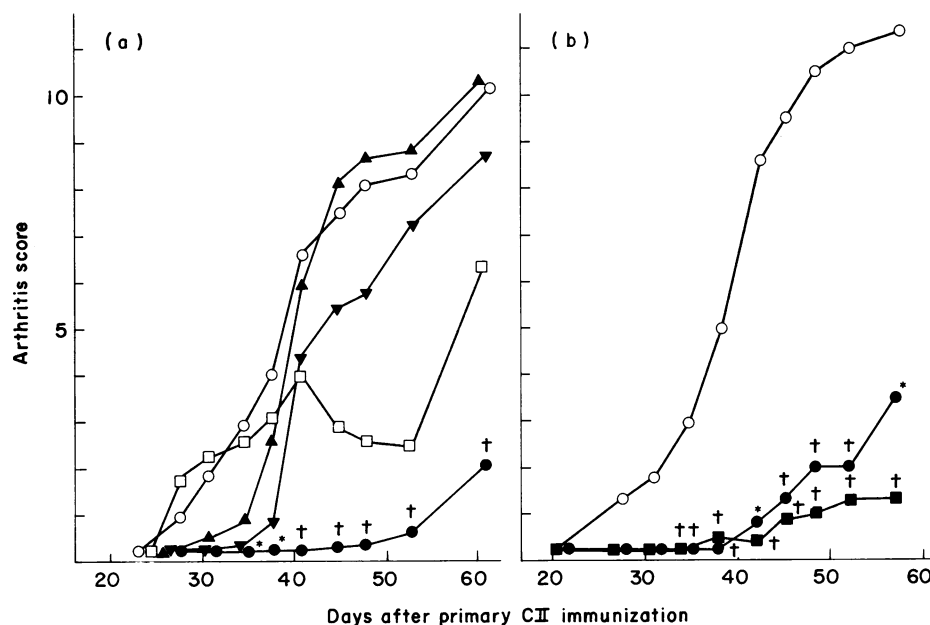 (a)
(b)
10
5
Arthritis score
* * † † † † †
* † † † *
†† † † † † † † †
20 30 40 50 60
20 30 40 50 60
Days after primary CII immunization